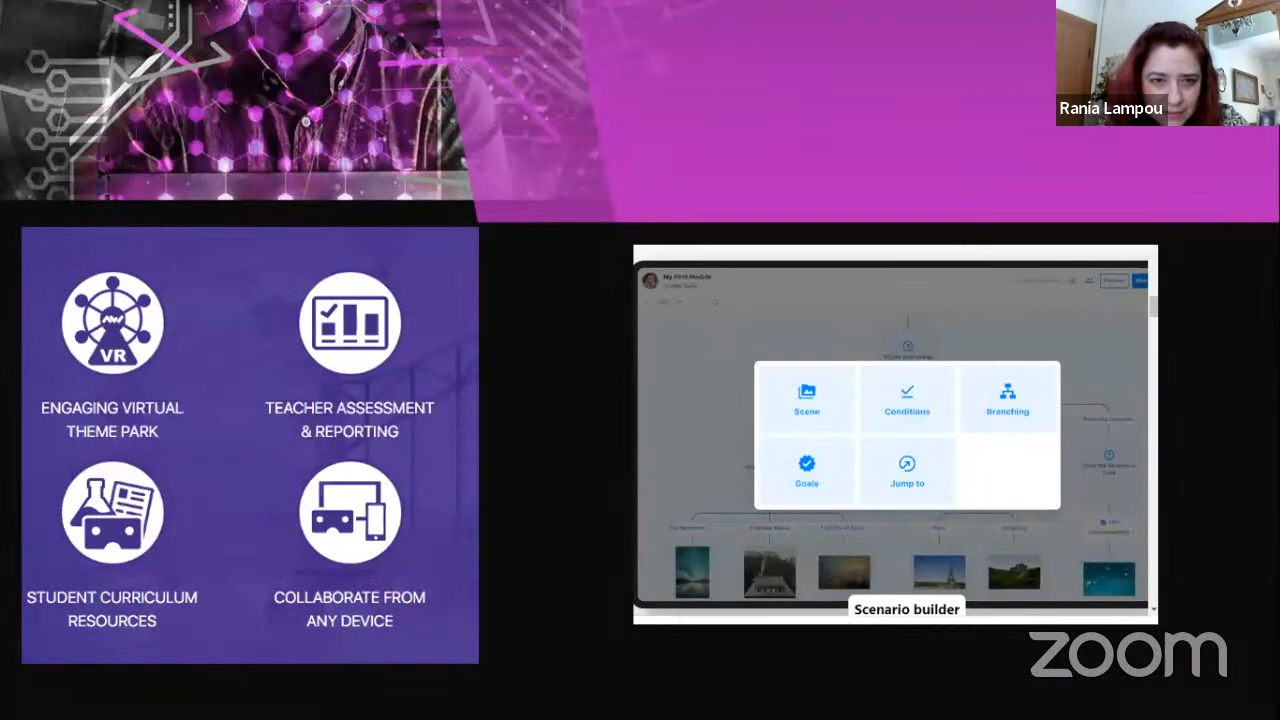 Rania Lampou
VR
ENGAGING VIRTUAL
THEME PARK
TEACHER ASSESSMENT
& REPORTING
STUDENT CURRICULUM
RESOURCES
COLLABORATE FROM
ANY DEVICE
My First Module
Scene
Conditions
Branching
Goals
Jump to
Scenario builder
zoom